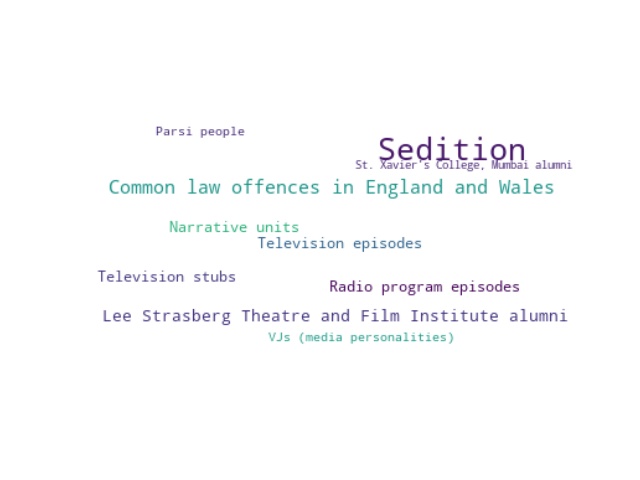 Parsi people
Sedition
St. Xavier's College, Mumbai alumni
Common law offences in England and Wales
Narrative units
Television episodes
Television stubs
Radio program episodes
Lee Strasberg Theatre and Film Institute alumni
VJs (media personalities)